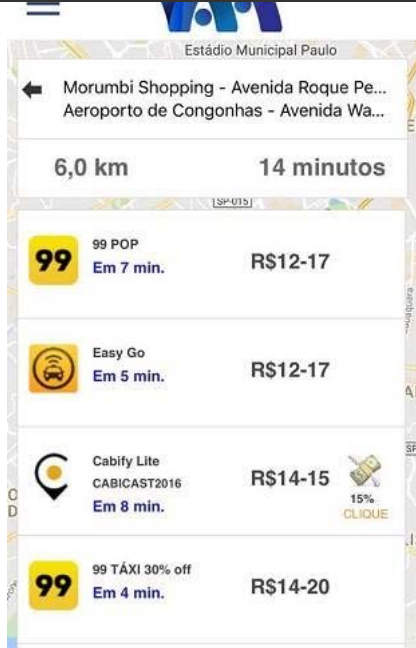 Estádio Municipal Paulo
Morumbi Shopping - Avenida Roque Pe...
Aeroporto de Congonhas - Avenida Wa...
6,0 km 14 minutos
SP-015
99 99 POP
Em 7 min. R$12-17
Easy Go
Em 5 min. R$12-17
Cabify Lite
CABICAST2016
Em 8 min. R$14-15
15%
CLIQUE
99 99 TÁXI 30% off
Em 4 min. R$14-20